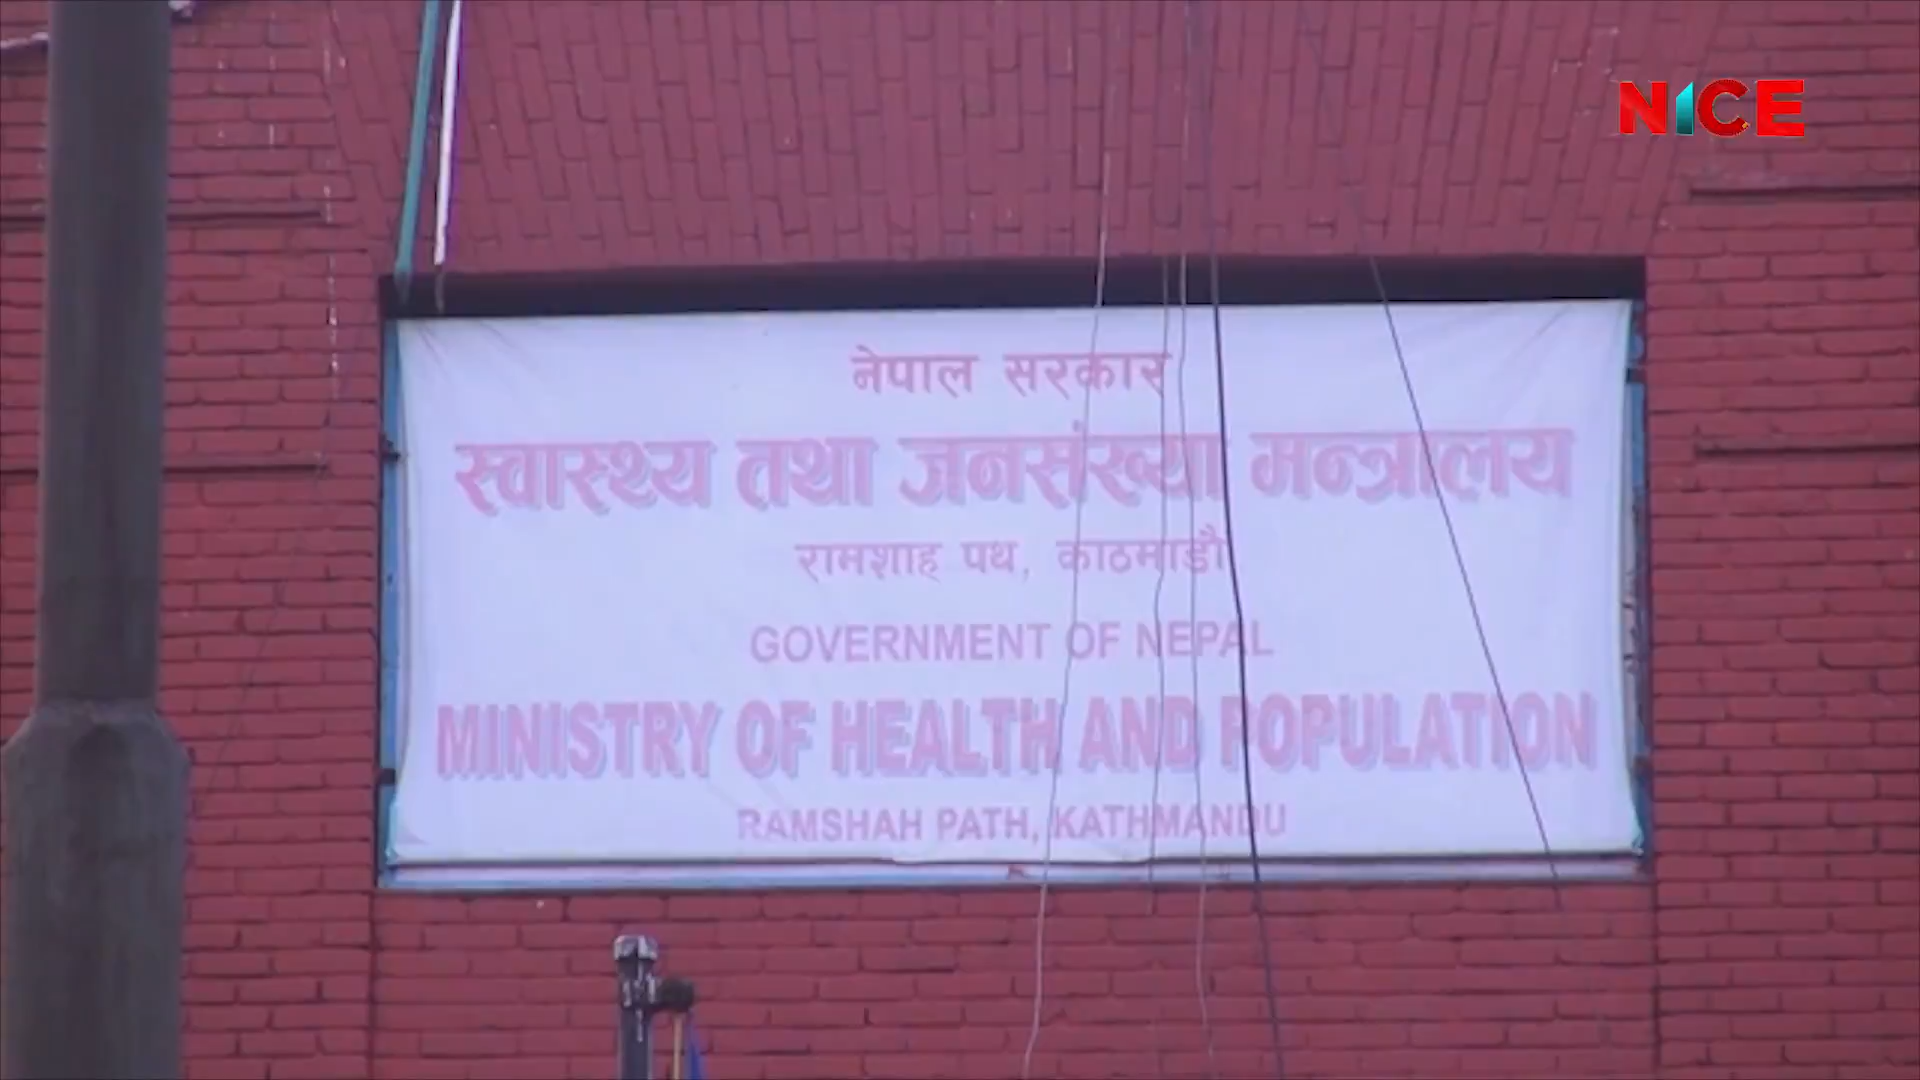 NICE
नेपाल सरकार
स्वास्थ्य तथा जनसंख्या मन्त्रालय
रामशाह पथ, काठमाडौं
GOVERNMENT OF NEPAL
MINISTRY OF HEALTH AND POPULATION
RAMSHAH PATH, KATHMANDU